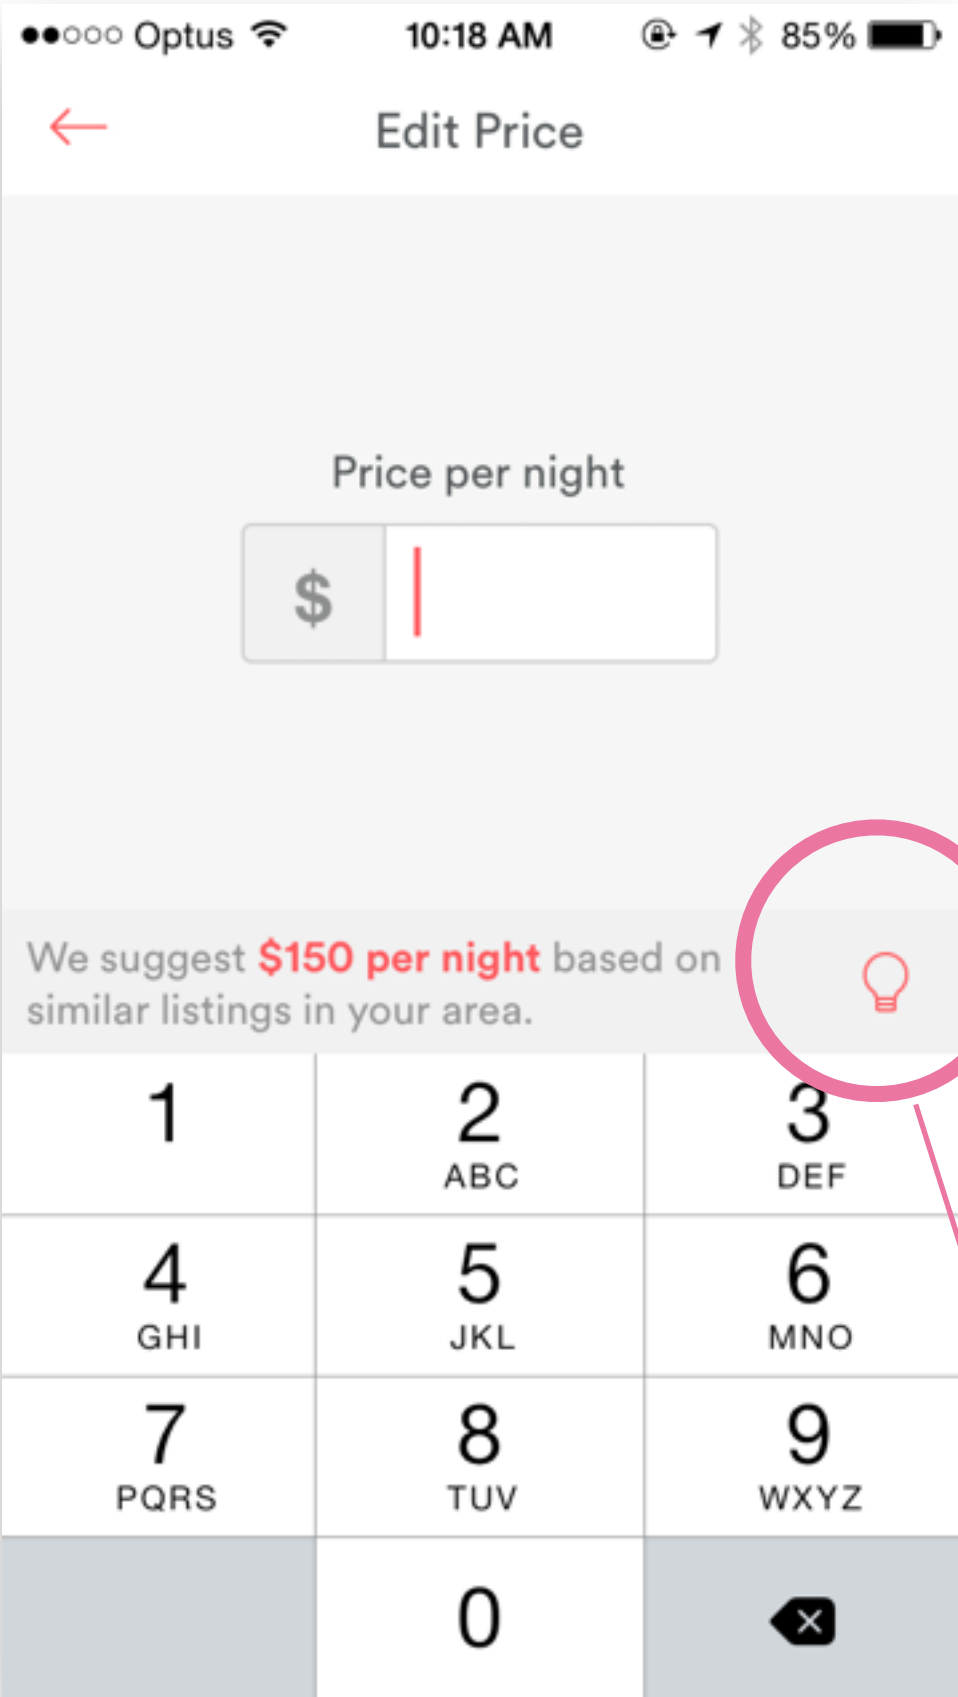 Optus 10:18 AM 85%
Edit Price
Price per night
$
We suggest $150 per night based on
similar listings in your area.
1 2 3
ABC DEF
4 5 6
GHI JKL MNO
7 8 9
PQRS TUV WXYZ
0